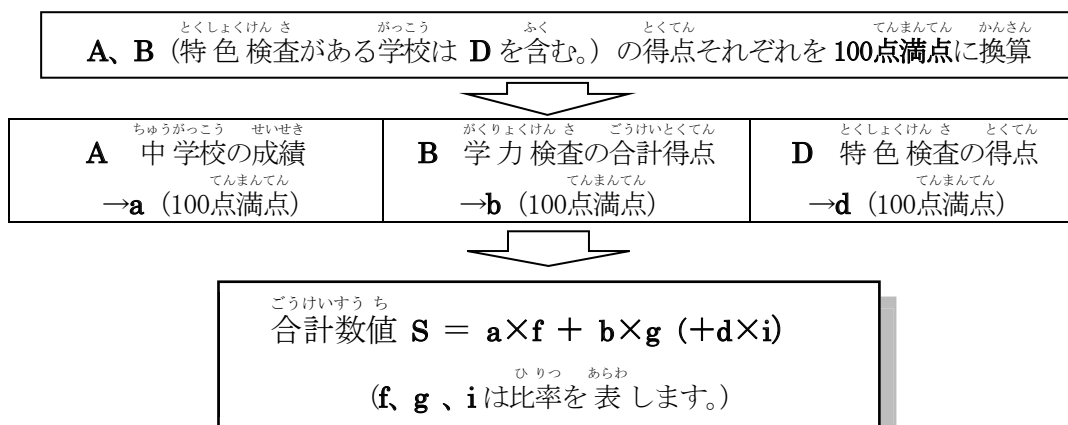 とくしょくけんさ がっこう ふく とくてん てんまんてん かんさん
A、B（特色検査がある学校は D を含む。）の得点それぞれを 100点満点に換算
ちゅうがっこう せいせき
A 中学校の成績
てんまんてん
→a（100点満点）
がくりょくけんさ ごうけいとくてん
B 学力検査の合計得点
てんまんてん
→b（100点満点）
とくしょくけんさ とくてん
D 特色検査の得点
てんまんてん
→d（100点満点）
ごうけいすうち
合計数値 S = a×f + b×g (+d×i)
ひりつ あらわ
(f、g、iは比率を表します。)